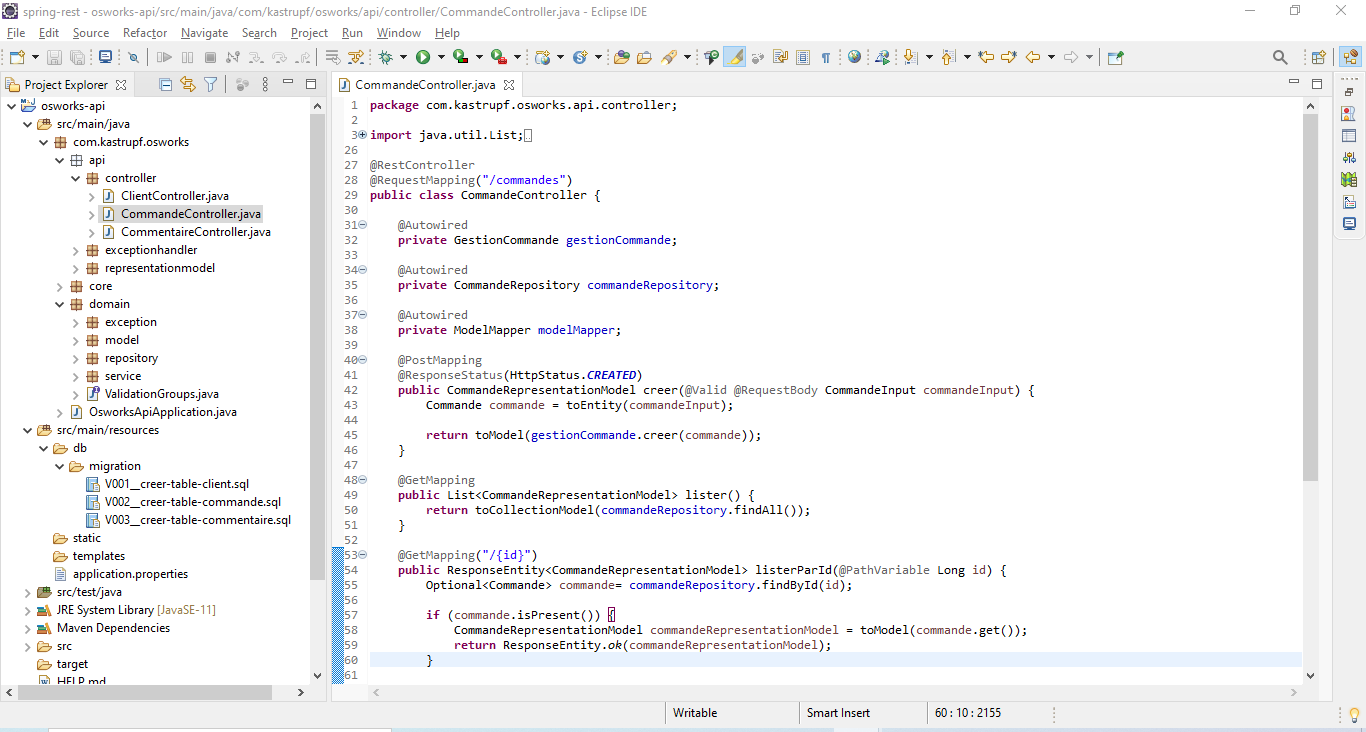 spring-rest - osworks-api/src/main/java/com/kastrupf/osworks/api/controller/CommandeController.java - Eclipse IDE
File Edit Source Refactor Navigate Search Project Run Window Help
Project Explorer
osworks-api
src/main/java
com.kastrupf.osworks
api
controller
ClientController.java
CommandeController.java
CommentaireController.java
exceptionhandler
representationmodel
core
domain
exception
model
repository
service
ValidationGroups.java
OsworksApiApplication.java
src/main/resources
db
migration
V001__creer-table-client.sql
V002__creer-table-commande.sql
V003__creer-table-commentaire.sql
static
templates
application.properties
src/test/java
JRE System Library [JavaSE-11]
Maven Dependencies
src
target
HELP.md
CommandeController.java
1 package com.kastrupf.osworks.api.controller;
2
3 import java.util.List;
26
27 @RestController
28 @RequestMapping("/commandes")
29 public class CommandeController {
30
31 @Autowired
32 private GestionCommande gestionCommande;
33
34 @Autowired
35 private CommandeRepository commandeRepository;
36
37 @Autowired
38 private ModelMapper modelMapper;
39
40 @PostMapping
41 @ResponseStatus(HttpStatus.CREATED)
42 public CommandeRepresentationModel creer(@Valid @RequestBody CommandeInput commandeInput) {
43 Commande commande = toEntity(commandeInput);
44
45 return toModel(gestionCommande.creer(commande));
46 }
47
48 @GetMapping
49 public List<CommandeRepresentationModel> lister() {
50 return toCollectionModel(commandeRepository.findAll());
51 }
52
53 @GetMapping("/{id}")
54 public ResponseEntity<CommandeRepresentationModel> listerParId(@PathVariable Long id) {
55 Optional<Commande> commande= commandeRepository.findById(id);
56
57 if (commande.isPresent()) {
58 CommandeRepresentationModel commandeRepresentationModel = toModel(commande.get());
59 return ResponseEntity.ok(commandeRepresentationModel);
60 }
61
Writable Smart Insert 60 : 10 : 2155